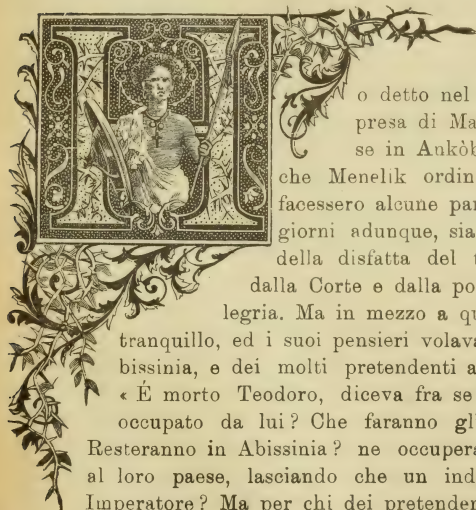 Ho detto nel
presa di Ma
se in Ankòb
che Menelik ordin
facessero alcune par
giorni adunque, sia
della disfatta del t
dalla Corte e dalla po
legria. Ma in mezzo a qu
tranquillo, ed i suoi pensieri volava
bissinia, e dei molti pretendenti a
« É morto Teodoro, diceva fra se
occupato da lui? Che faranno gl
Resteranno in Abissinia? ne occupera
al loro paese, lasciando che un ind
Imperatore? Ma per chi dei pretender